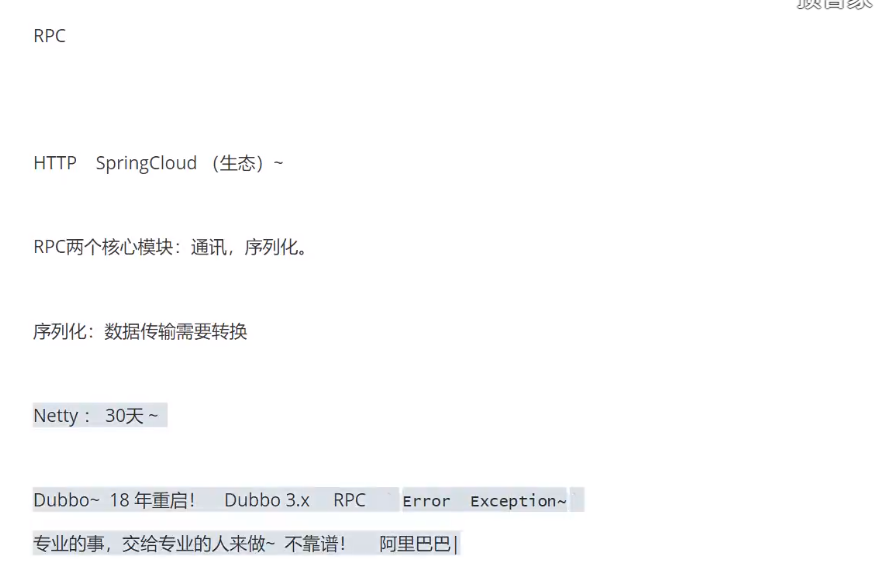 RPC
HTTP SpringCloud （生态）~
RPC两个核心模块：通讯，序列化。
序列化：数据传输需要转换
Netty： 30天 ~
Dubbo~ 18 年重启！ Dubbo 3.x RPC Error Exception~
专业的事，交给专业的人来做~ 不靠谱！ 阿里巴巴